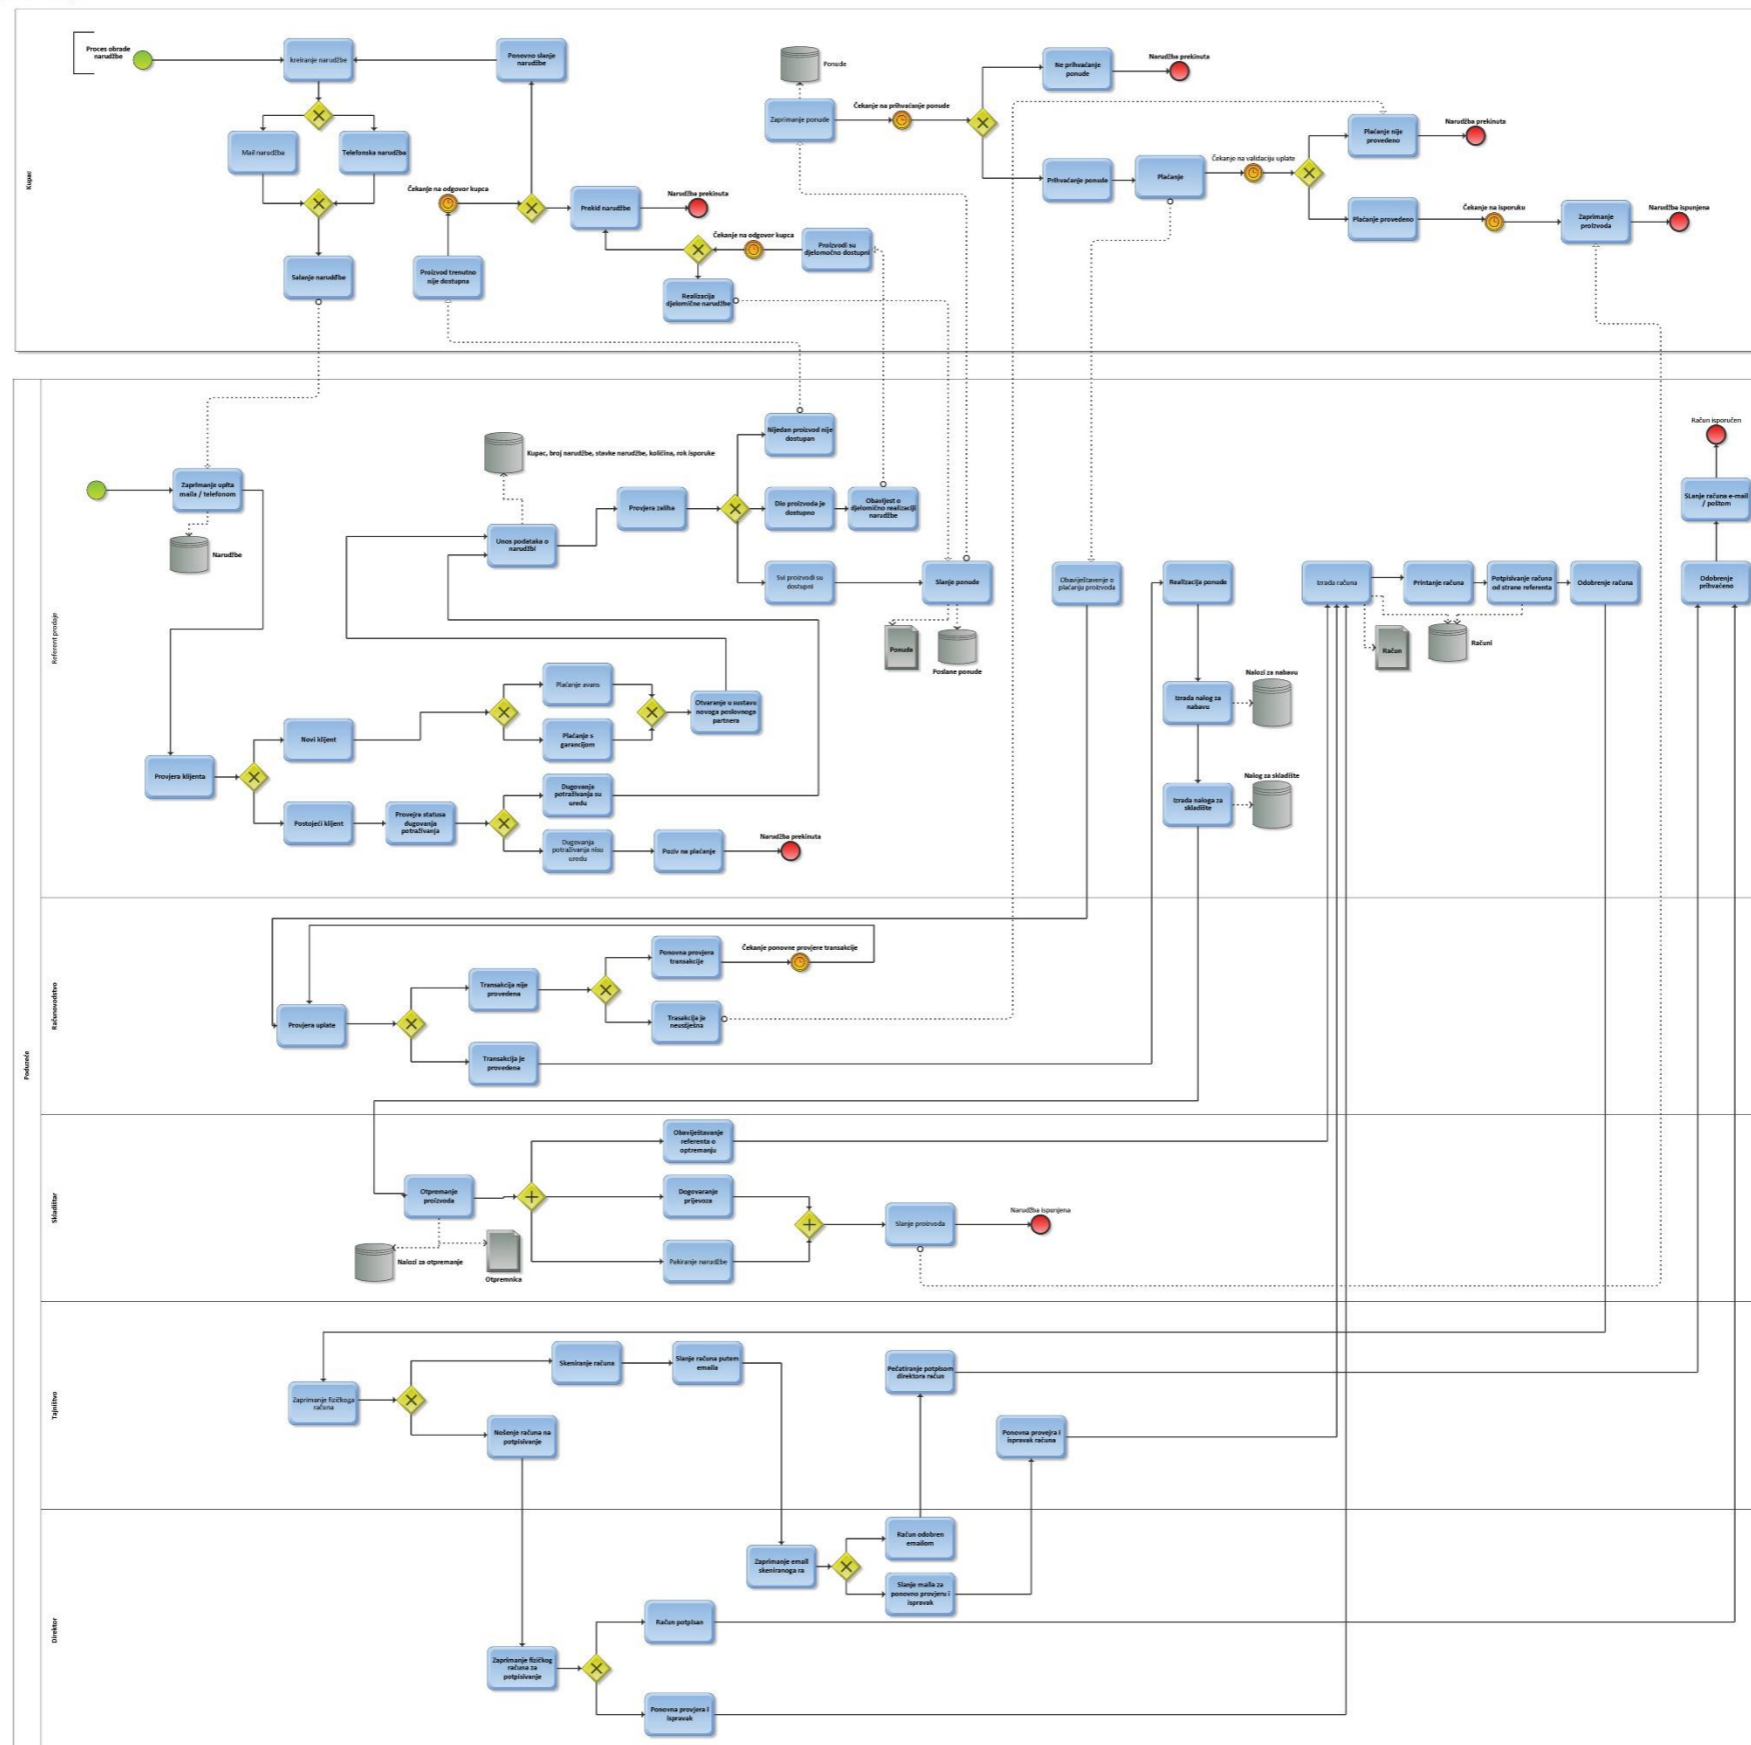 Proces obrade
narudžbe
kreiranje narudžbe
Ponovno slanje
narudžbe
Mail narudžba
Telefonska narudžba
Čekanje na odgovor kupca
Prekid narudžbe
Narudžba prekinuta
Čekanje na odgovor kupca
Proizvodi su
djelomočno dostupni
Salanje narudžbe
Proizvod trenutno
nije dostupna
Realizacija
djelomične narudžbe
Ponude
Zaprimanje ponude
Čekanje na prihvaćanje ponude
Ne prihvaćanje
ponude
Narudžba prekinuta
Prihvaćanje ponude
Plaćanje
Čekanje na validaciju uplate
Plaćanje nije
provedeno
Narudžba prekinuta
Plaćanje provedeno
Čekanje na isporuku
Zaprimanje
proizvoda
Narudžba ispunjena
Kupac
Zaprimanje upita
maila / telefonom
Narudžbe
Kupac, broj narudžbe, stavke narudžbe, količina, rok isporuke
Unos podataka o
narudžbi
Provjera zaliha
Nijedan proizvod nije
dostupan
Dio proizvoda je
dostupno
Obavijest o
djelomično realizaciji
narudžbe
Svi proizvodi su
dostupni
Slanje ponude
Ponuda
Poslane ponude
Obaviještavenje o
plaćanju proizvoda
Realizacija ponude
Izrada nalog za
nabavu
Nalozi za nabavu
Izrada naloga za
skladište
Nalog za skladište
Izrada računa
Printanje računa
Potpisivanje računa
od strane referenta
Odobrenje računa
Račun
Računi
Račun isporučen
SLanje računa e-mail
/ poštom
Odobrenje
prihvaćeno
Referent prodaje
Provjera klijenta
Novi klijent
Plaćanje avans
Plaćanje s
garancijom
Otvaranje u sustavu
novoga poslovnoga
partnera
Postojeći klijent
Provejra statusa
dugovanja
potraživanja
Dugovanja
potraživanja su
uredu
Dugovanja
potraživanja nisu
uredu
Poziv na plaćanje
Narudžba prekinuta
Poduzeće
Računovodstvo
Provjera uplate
Transakcija nije
provedena
Ponovna provjera
transakcije
Čekanje ponovne provjere transakcije
Trasakcija je
neuspješna
Transakcija je
provedena
Skladištar
Otpremanje
proizvoda
Nalozi za otpremanje
Otpremnica
Obaviještavanje
referenta o
optremanju
Dogovaranje
prijevoza
Pakiranje narudžbe
Slanje proizvoda
Narudžba ispunjena
Tajništvo
Zaprimanje fizičkoga
računa
Skeniranje računa
Slanje računa putem
emaila
Nošenje računa na
potpisivanje
Pečatiranje potpisom
direktora račun
Ponovna provejra i
ispravak računa
Direktor
Zaprimanje email
skeniranoga ra
Račun odobren
emailom
Slanje maila za
ponovno provjeru i
ispravak
Račun potpisan
Zaprimanje fizičkog
računa za
potpisivanje
Ponovna provjera i
ispravak